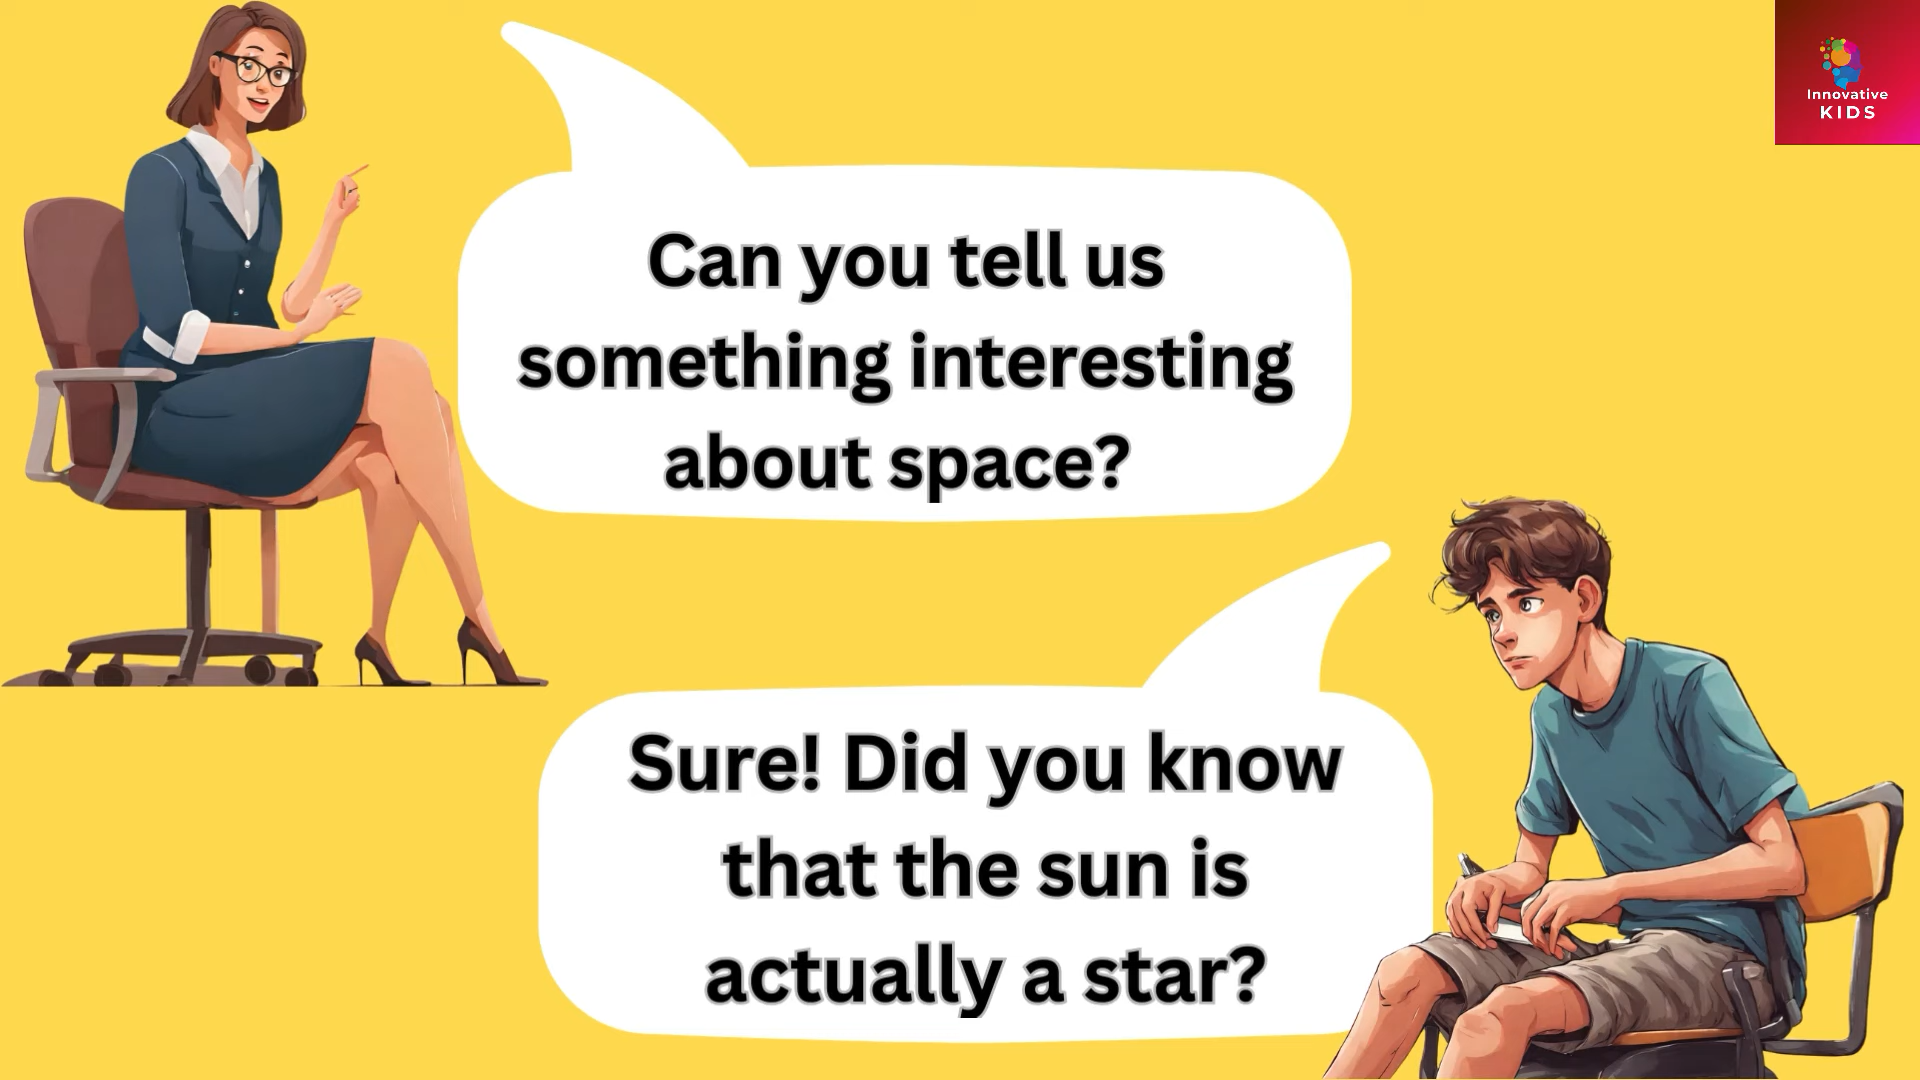 Innovative
KIDS
Can you tell us
something interesting
about space?
Sure! Did you know
that the sun is
actually a star?